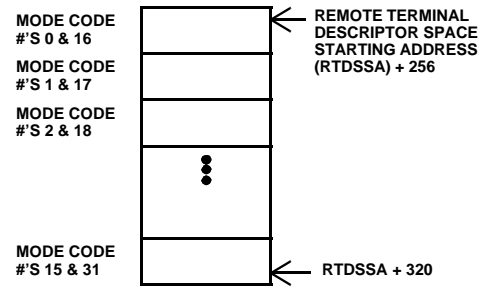 MODE CODE
#'S 0 & 16
MODE CODE
#'S 1 & 17
MODE CODE
#'S 2 & 18
MODE CODE
#'S 15 & 31
REMOTE TERMINAL
DESCRIPTOR SPACE
STARTING ADDRESS
(RTDSSA) + 256
RTDSSA + 320